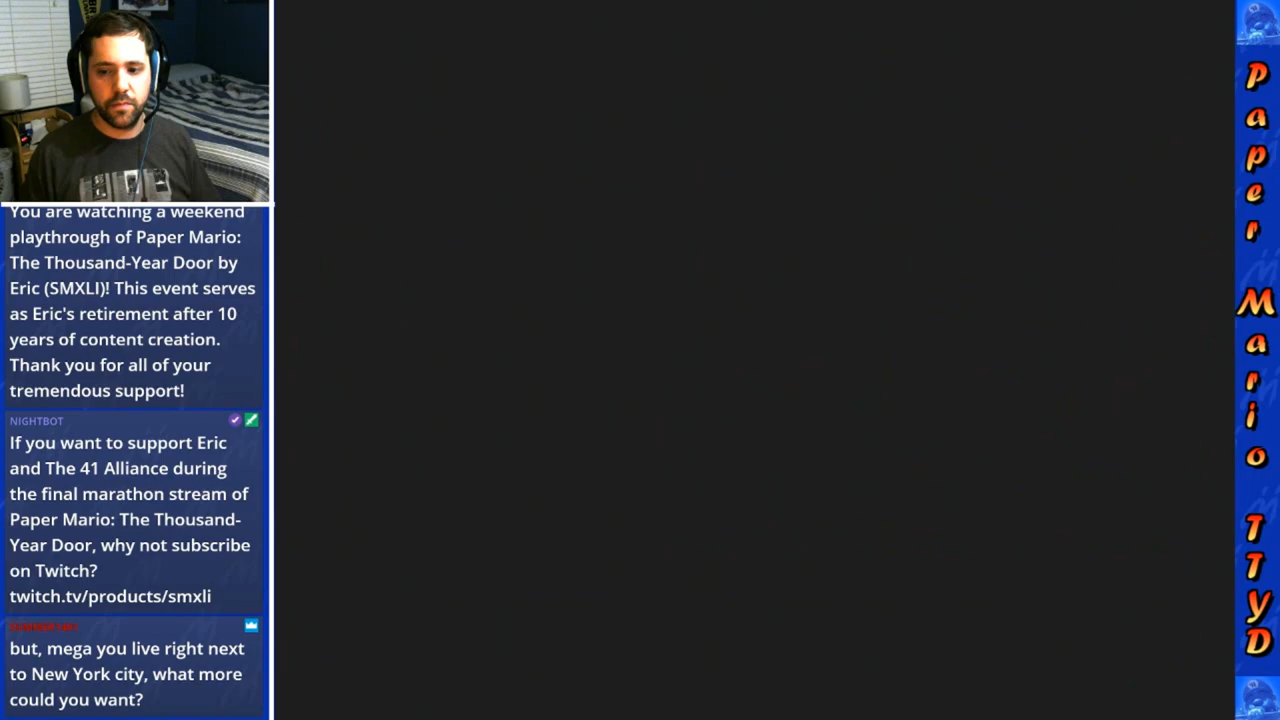 You are watching a weekend
playthrough of Paper Mario:
The Thousand-Year Door by
Eric (SMXLI)! This event serves
as Eric's retirement after 10
years of content creation.
Thank you for all of your
tremendous support!
NIGHTBOT
If you want to support Eric
and The 41 Alliance during
the final marathon stream of
Paper Mario: The Thousand-
Year Door, why not subscribe
on Twitch?
twitch.tv/products/smxli
but, mega you live right next
to New York city, what more
could you want?
Paper Mario TTYD